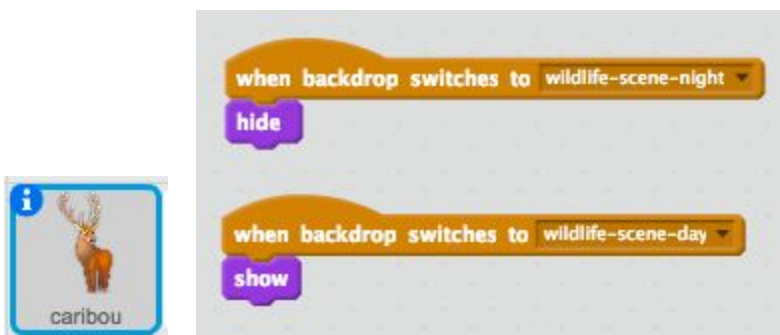 when backdrop switches to wildlife-scene-night
hide
when backdrop switches to wildlife-scene-day
show
i
caribou